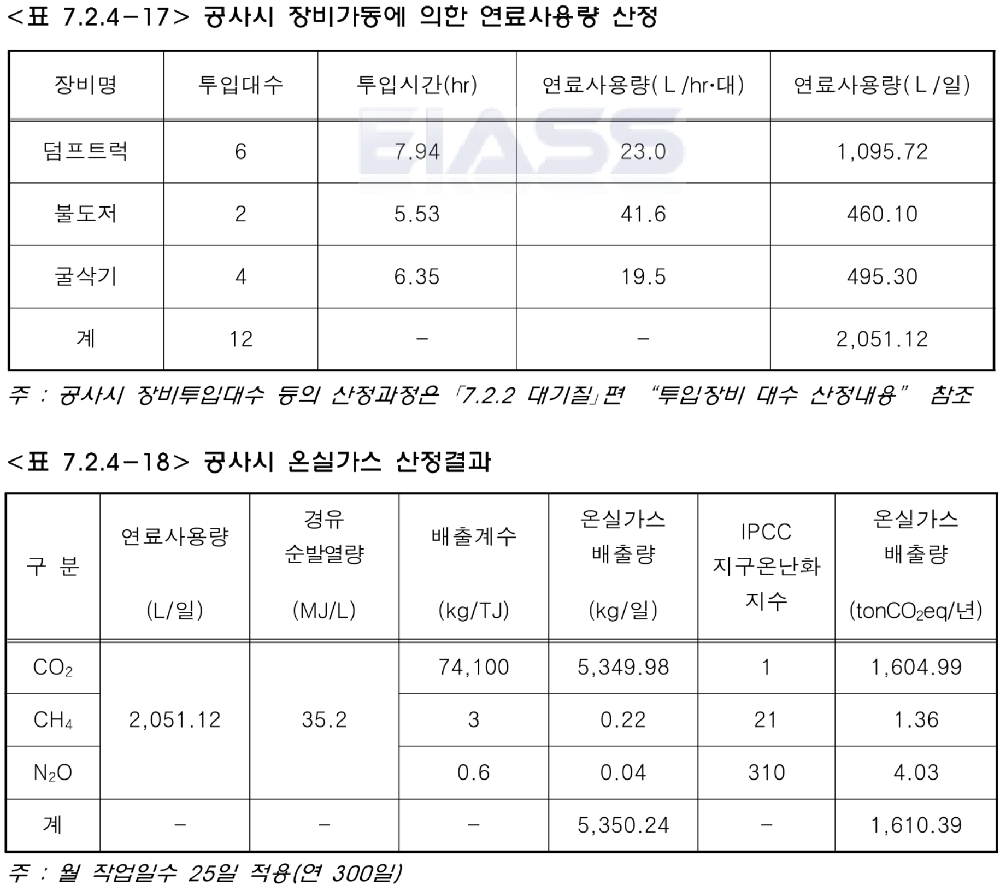 <표 7.2.4-17> 공사시 장비가동에 의한 연료사용량 산정
장비명 투입대수 투입시간(hr) 연료사용량(L/hr·대) 연료사용량(L/일)
덤프트럭 6 7.94 23.0 1,095.72
불도저 2 5.53 41.6 460.10
굴삭기 4 6.35 19.5 495.30
계 12 - - 2,051.12
EIASS
주 : 공사시 장비투입대수 등의 산정과정은 「7.2.2 대기질」편 “투입장비 대수 산정내용” 참조
<표 7.2.4-18> 공사시 온실가스 산정결과
구 분 연료사용량 (L/일) 경유 순발열량 (MJ/L) 배출계수 (kg/TJ) 온실가스 배출량 (kg/일) IPCC 지구온난화 지수 온실가스 배출량 (tonCO₂eq/년)
CO₂ 74,100 5,349.98 1 1,604.99
CH₄ 2,051.12 35.2 3 0.22 21 1.36
N₂O 0.6 0.04 310 4.03
계 - - - 5,350.24 - 1,610.39
주 : 월 작업일수 25일 적용(연 300일)